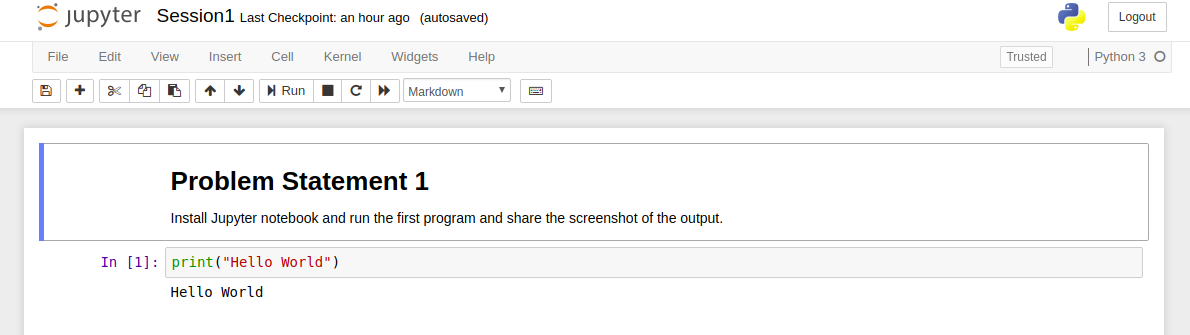 jupyter Session1 Last Checkpoint: an hour ago (autosaved) Logout
File Edit View Insert Cell Kernel Widgets Help Trusted Python 3
Run Markdown
Problem Statement 1
Install Jupyter notebook and run the first program and share the screenshot of the output.
In [1]: print("Hello World")
Hello World